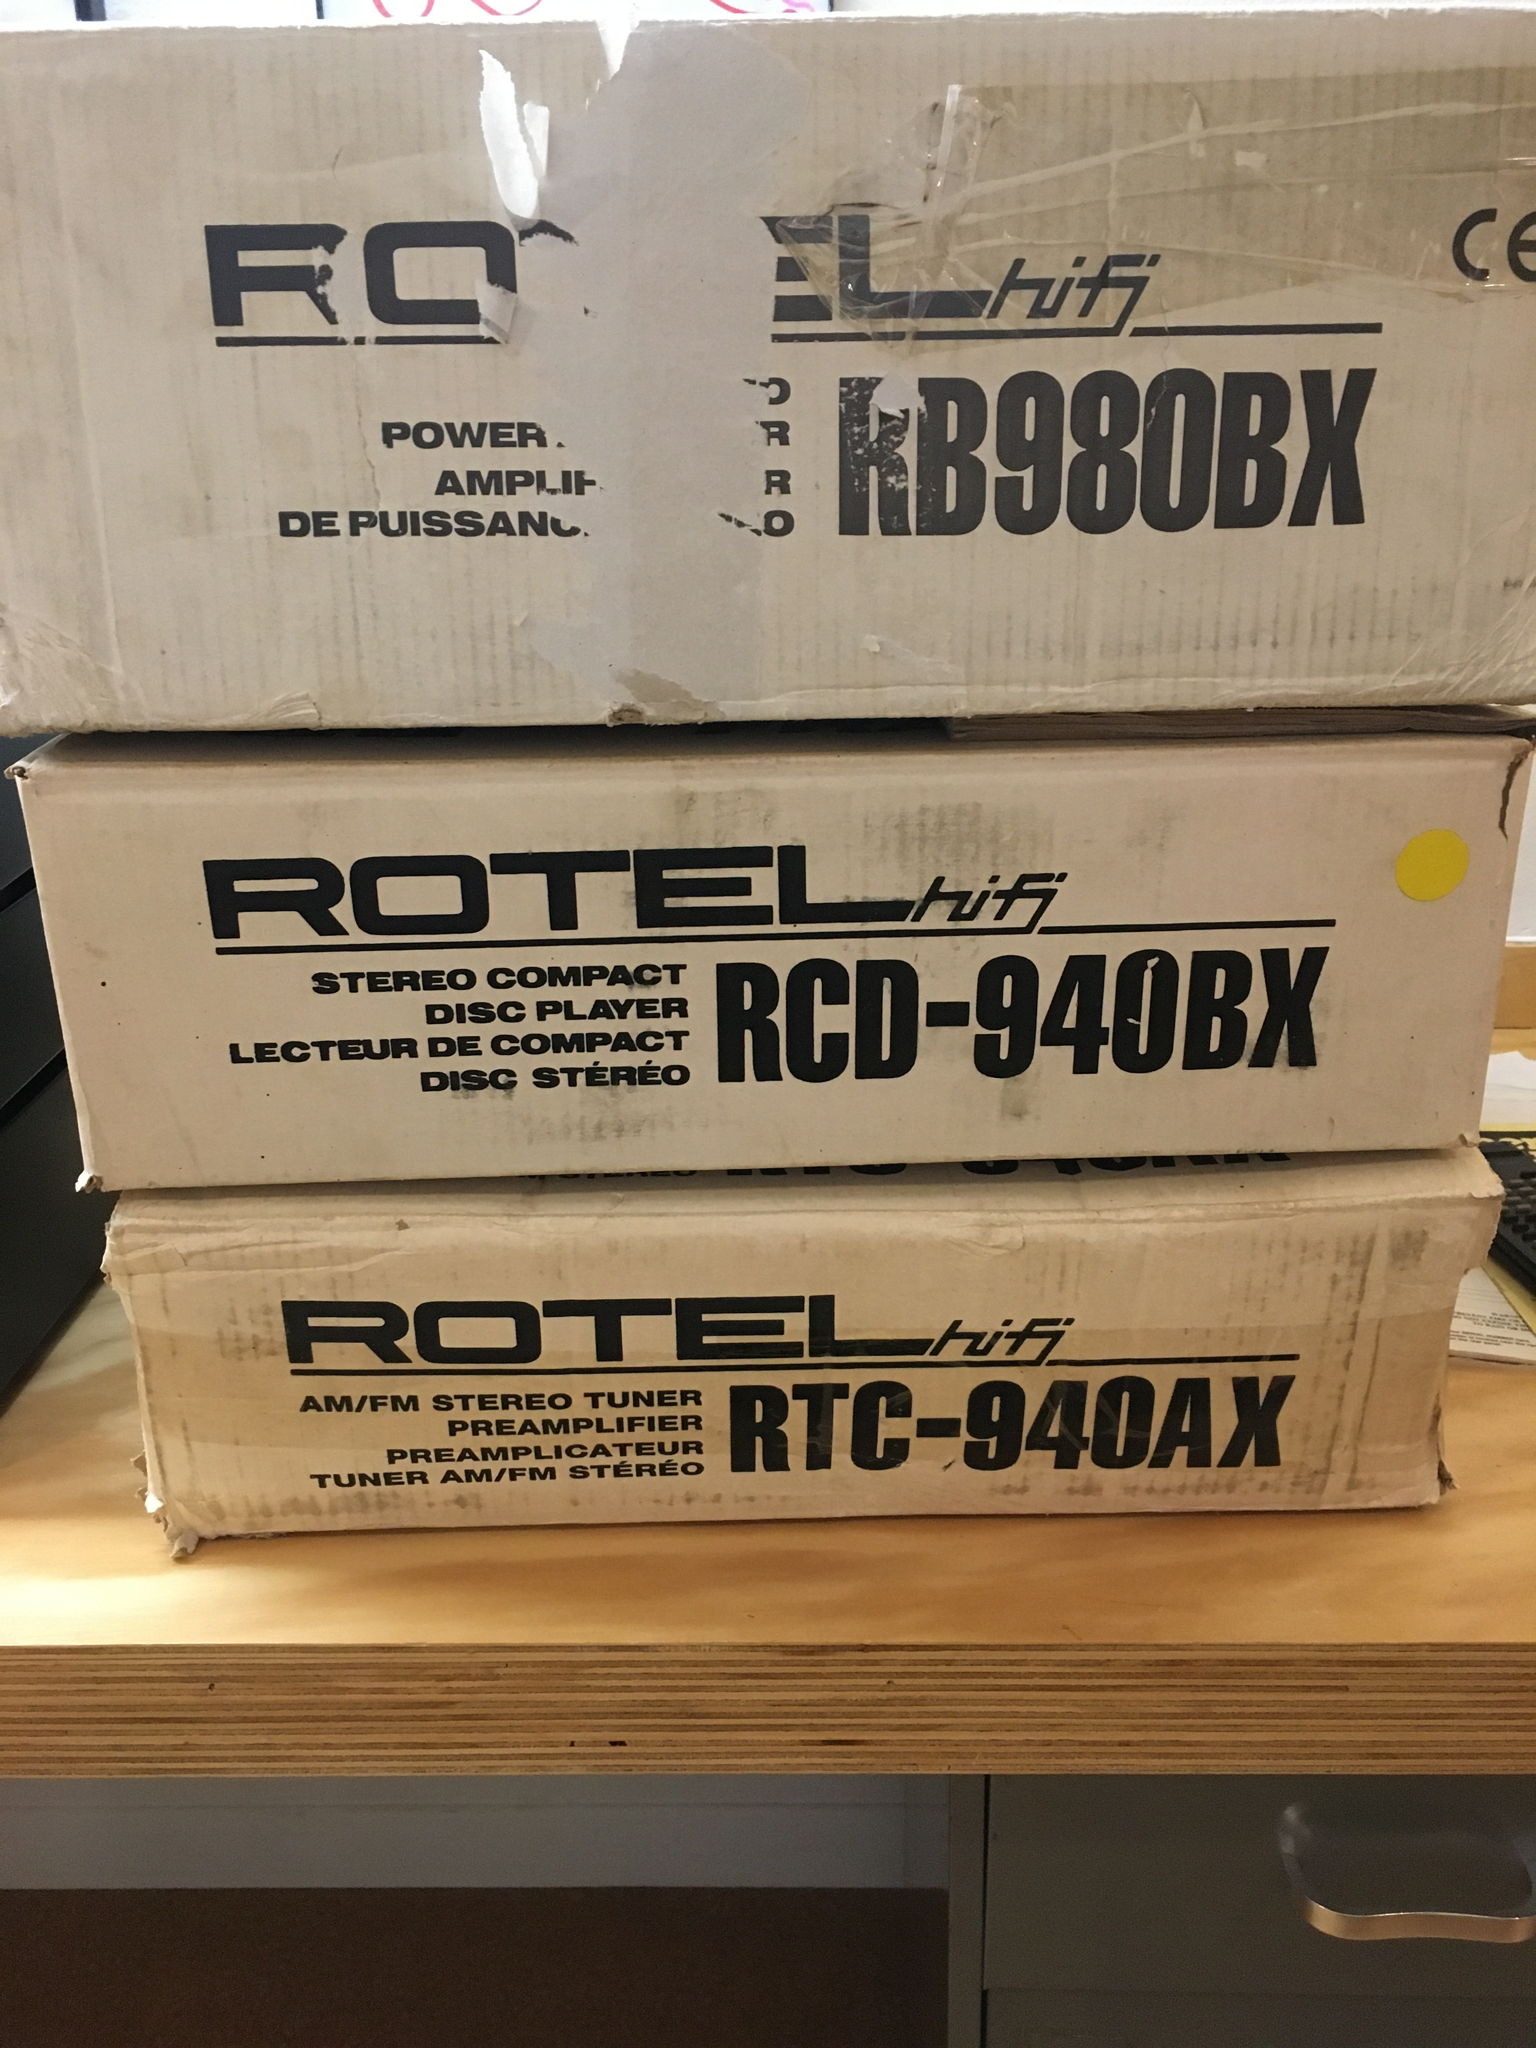 ROTEL hifi
CE
POWER
AMPLIF R
DE PUISSANC O
RB980BX
ROTEL hifi
STEREO COMPACT
DISC PLAYER
LECTEUR DE COMPACT
DISC STÉRÉO
RCD-940BX
ROTEL hifi
AM/FM STEREO TUNER
PREAMPLIFIER
PREAMPLICATEUR
TUNER AM/FM STÉRÉO
RTC-940AX